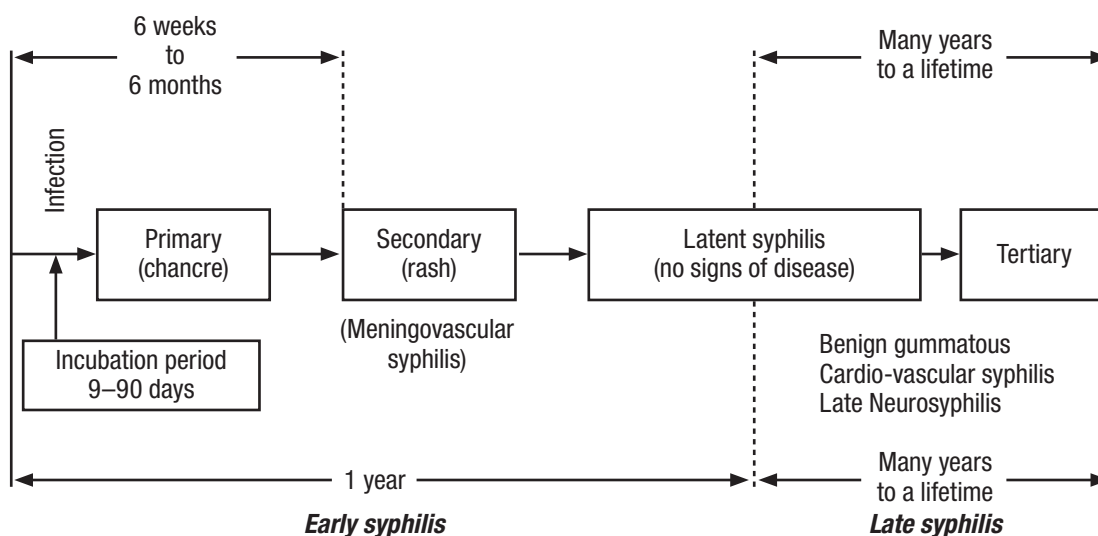 6 weeks
to
6 months
Many years
to a lifetime
Infection
Primary
(chancre)
Secondary
(rash)
Latent syphilis
(no signs of disease)
Tertiary
(Meningovascular
syphilis)
Incubation period
9–90 days
Benign gummatous
Cardio-vascular syphilis
Late Neurosyphilis
1 year
Many years
to a lifetime
Early syphilis
Late syphilis